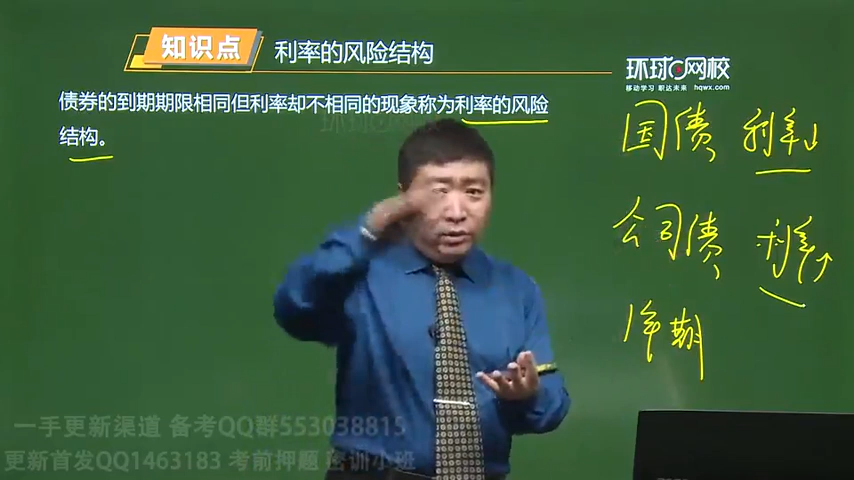 知识点
利率的风险结构
环球网校
移动学习 职达未来 hqwx.com
债券的到期期限相同但利率却不相同的现象称为利率的风险
结构。
国债 利率↓
公司债 利率↑
1年期
一手更新渠道 备考QQ群553038815
更新首发QQ1463183 考前押题 密训小班